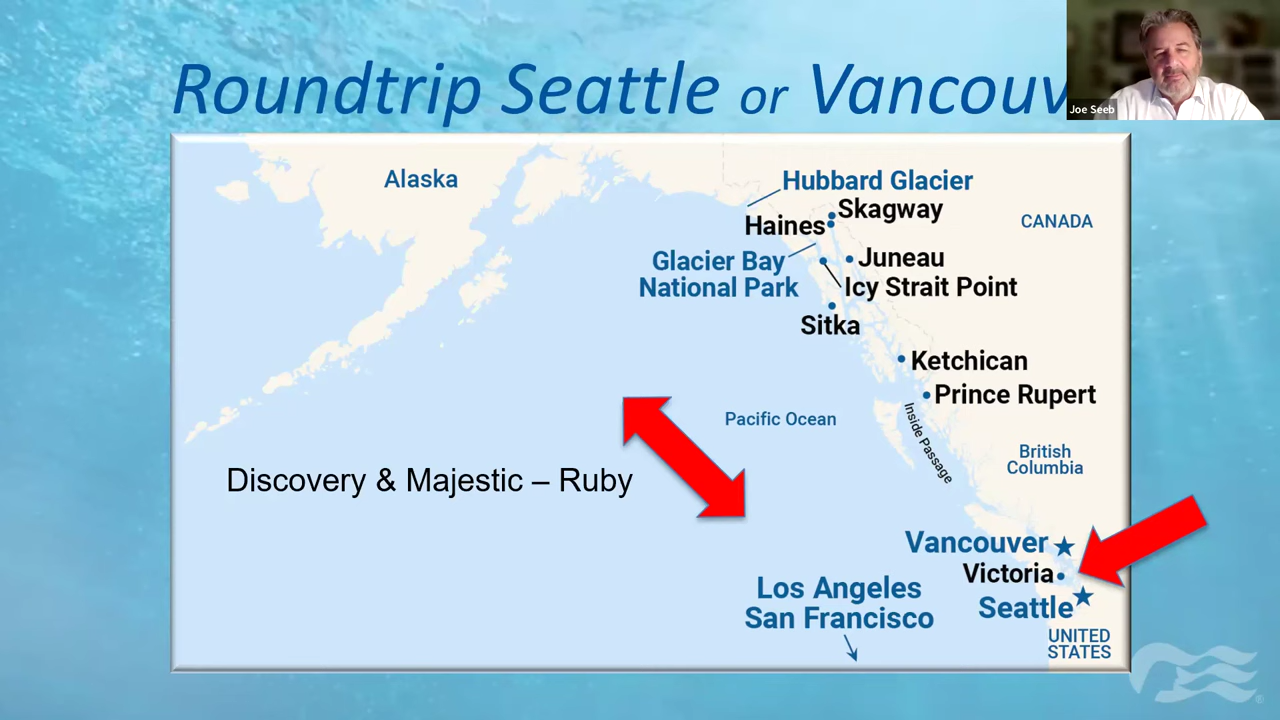 Roundtrip Seattle or Vancouv
Joe Seeb
Alaska
Hubbard Glacier
Skagway
Haines
CANADA
Glacier Bay
National Park
Juneau
Icy Strait Point
Sitka
Ketchican
Prince Rupert
Pacific Ocean
Inside Passage
British
Columbia
Discovery & Majestic – Ruby
Vancouver
Victoria
Los Angeles
San Francisco
Seattle
UNITED
STATES
®